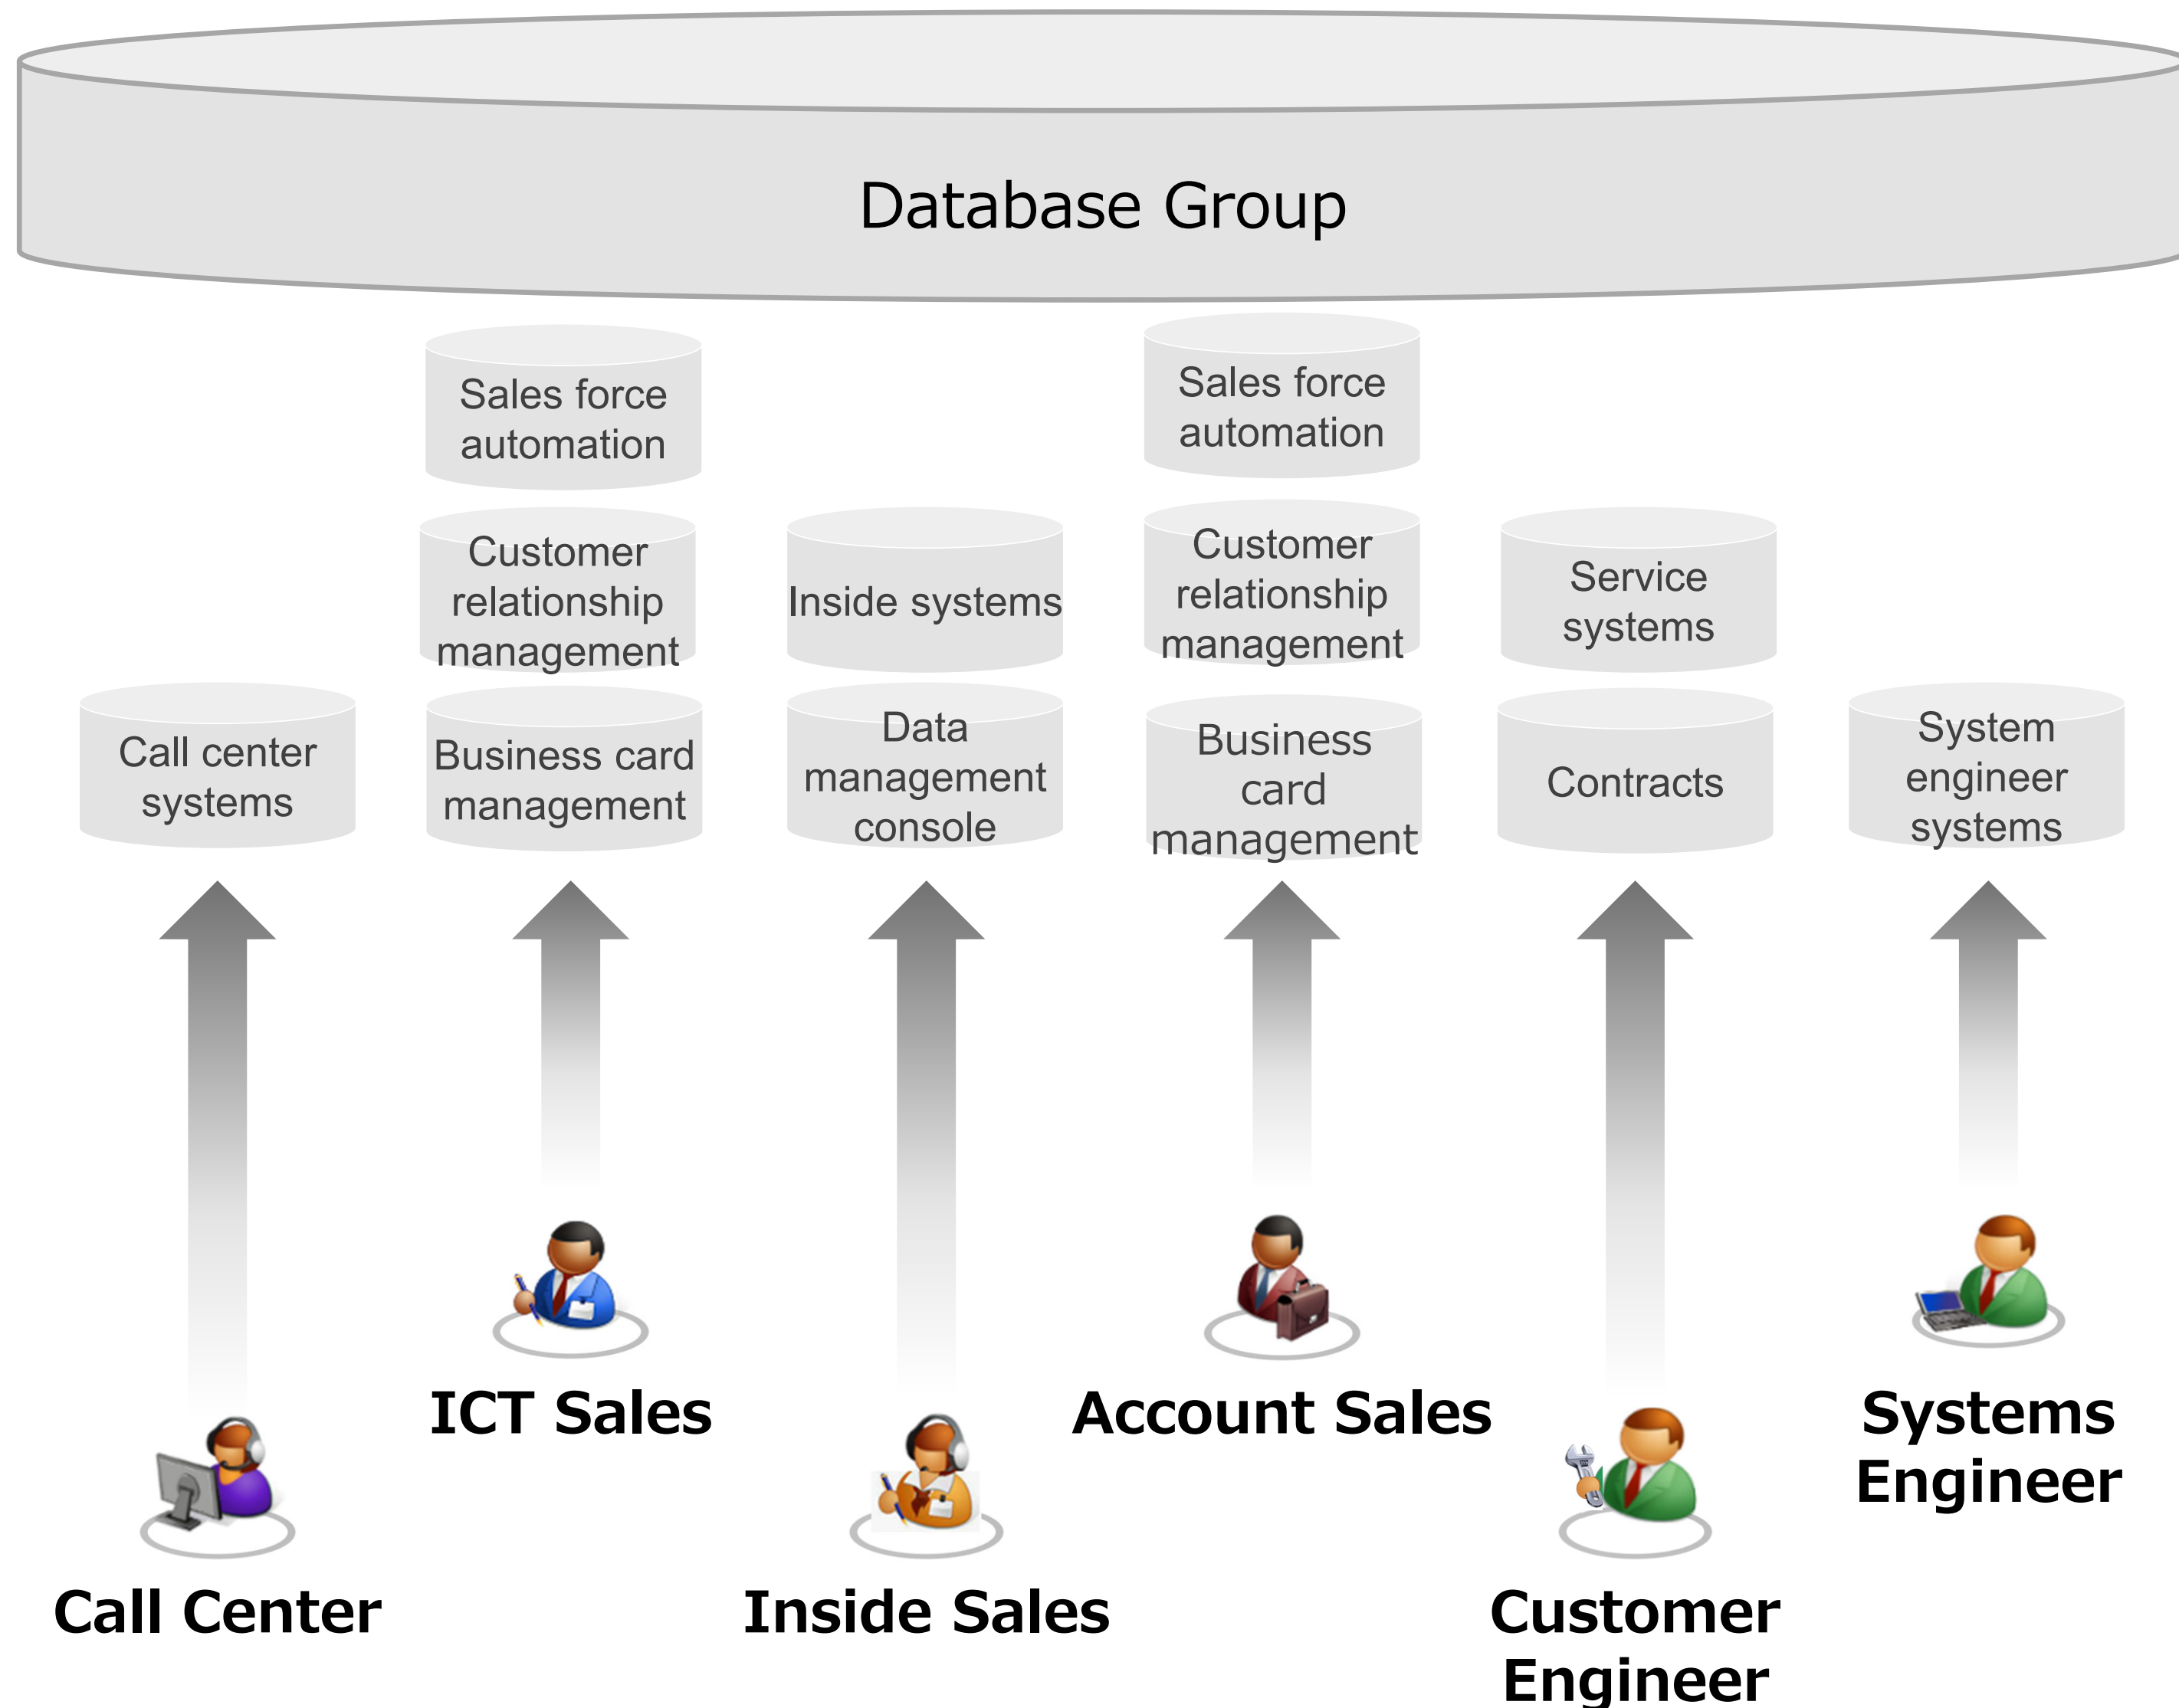 Database Group
Sales force
automation
Sales force
automation
Customer
relationship
management
Inside systems
Customer
relationship
management
Service
systems
Call center
systems
Business card
management
Data
management
console
Business
card
management
Contracts
System
engineer
systems
ICT Sales
Account Sales
Systems
Engineer
Call Center
Inside Sales
Customer
Engineer